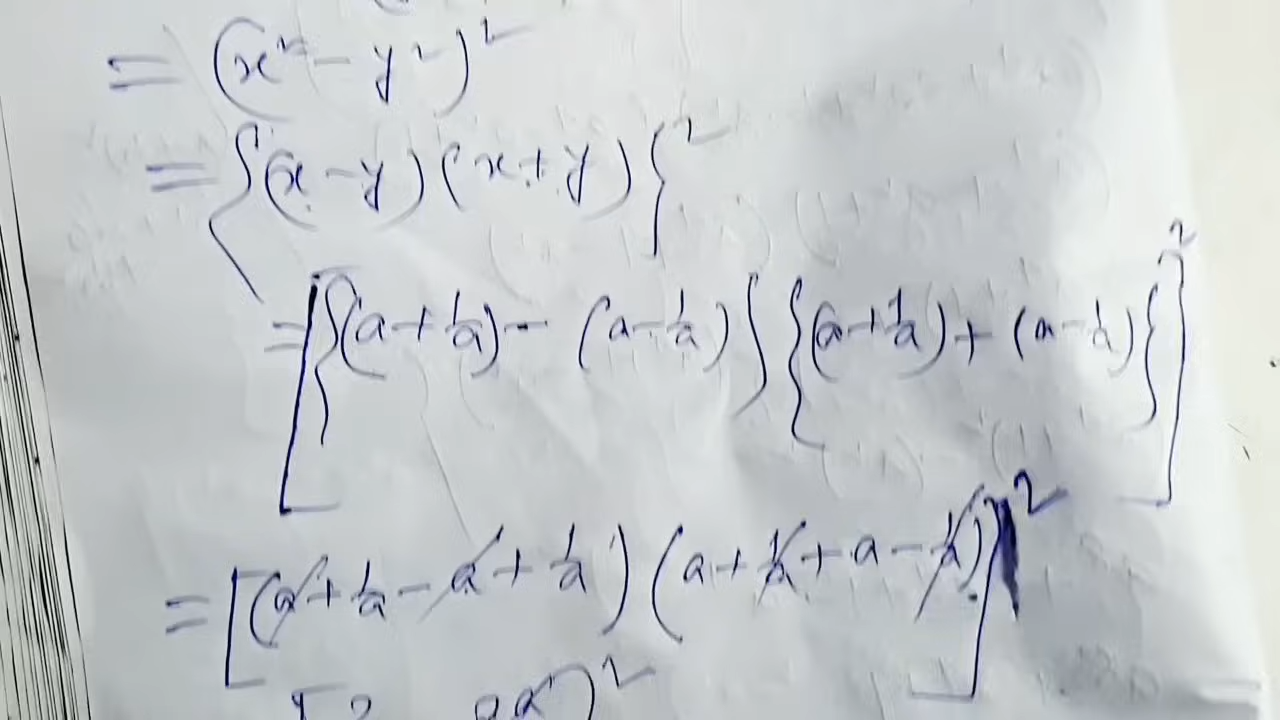 = (x² - y²)²
= {(x - y)(x + y)}²
= [{(a + 1/a) - (a - 1/a)} {(a + 1/a) + (a - 1/a)}]²
= [(a + 1/a - a + 1/a)(a + 1/a + a - 1/a)]²